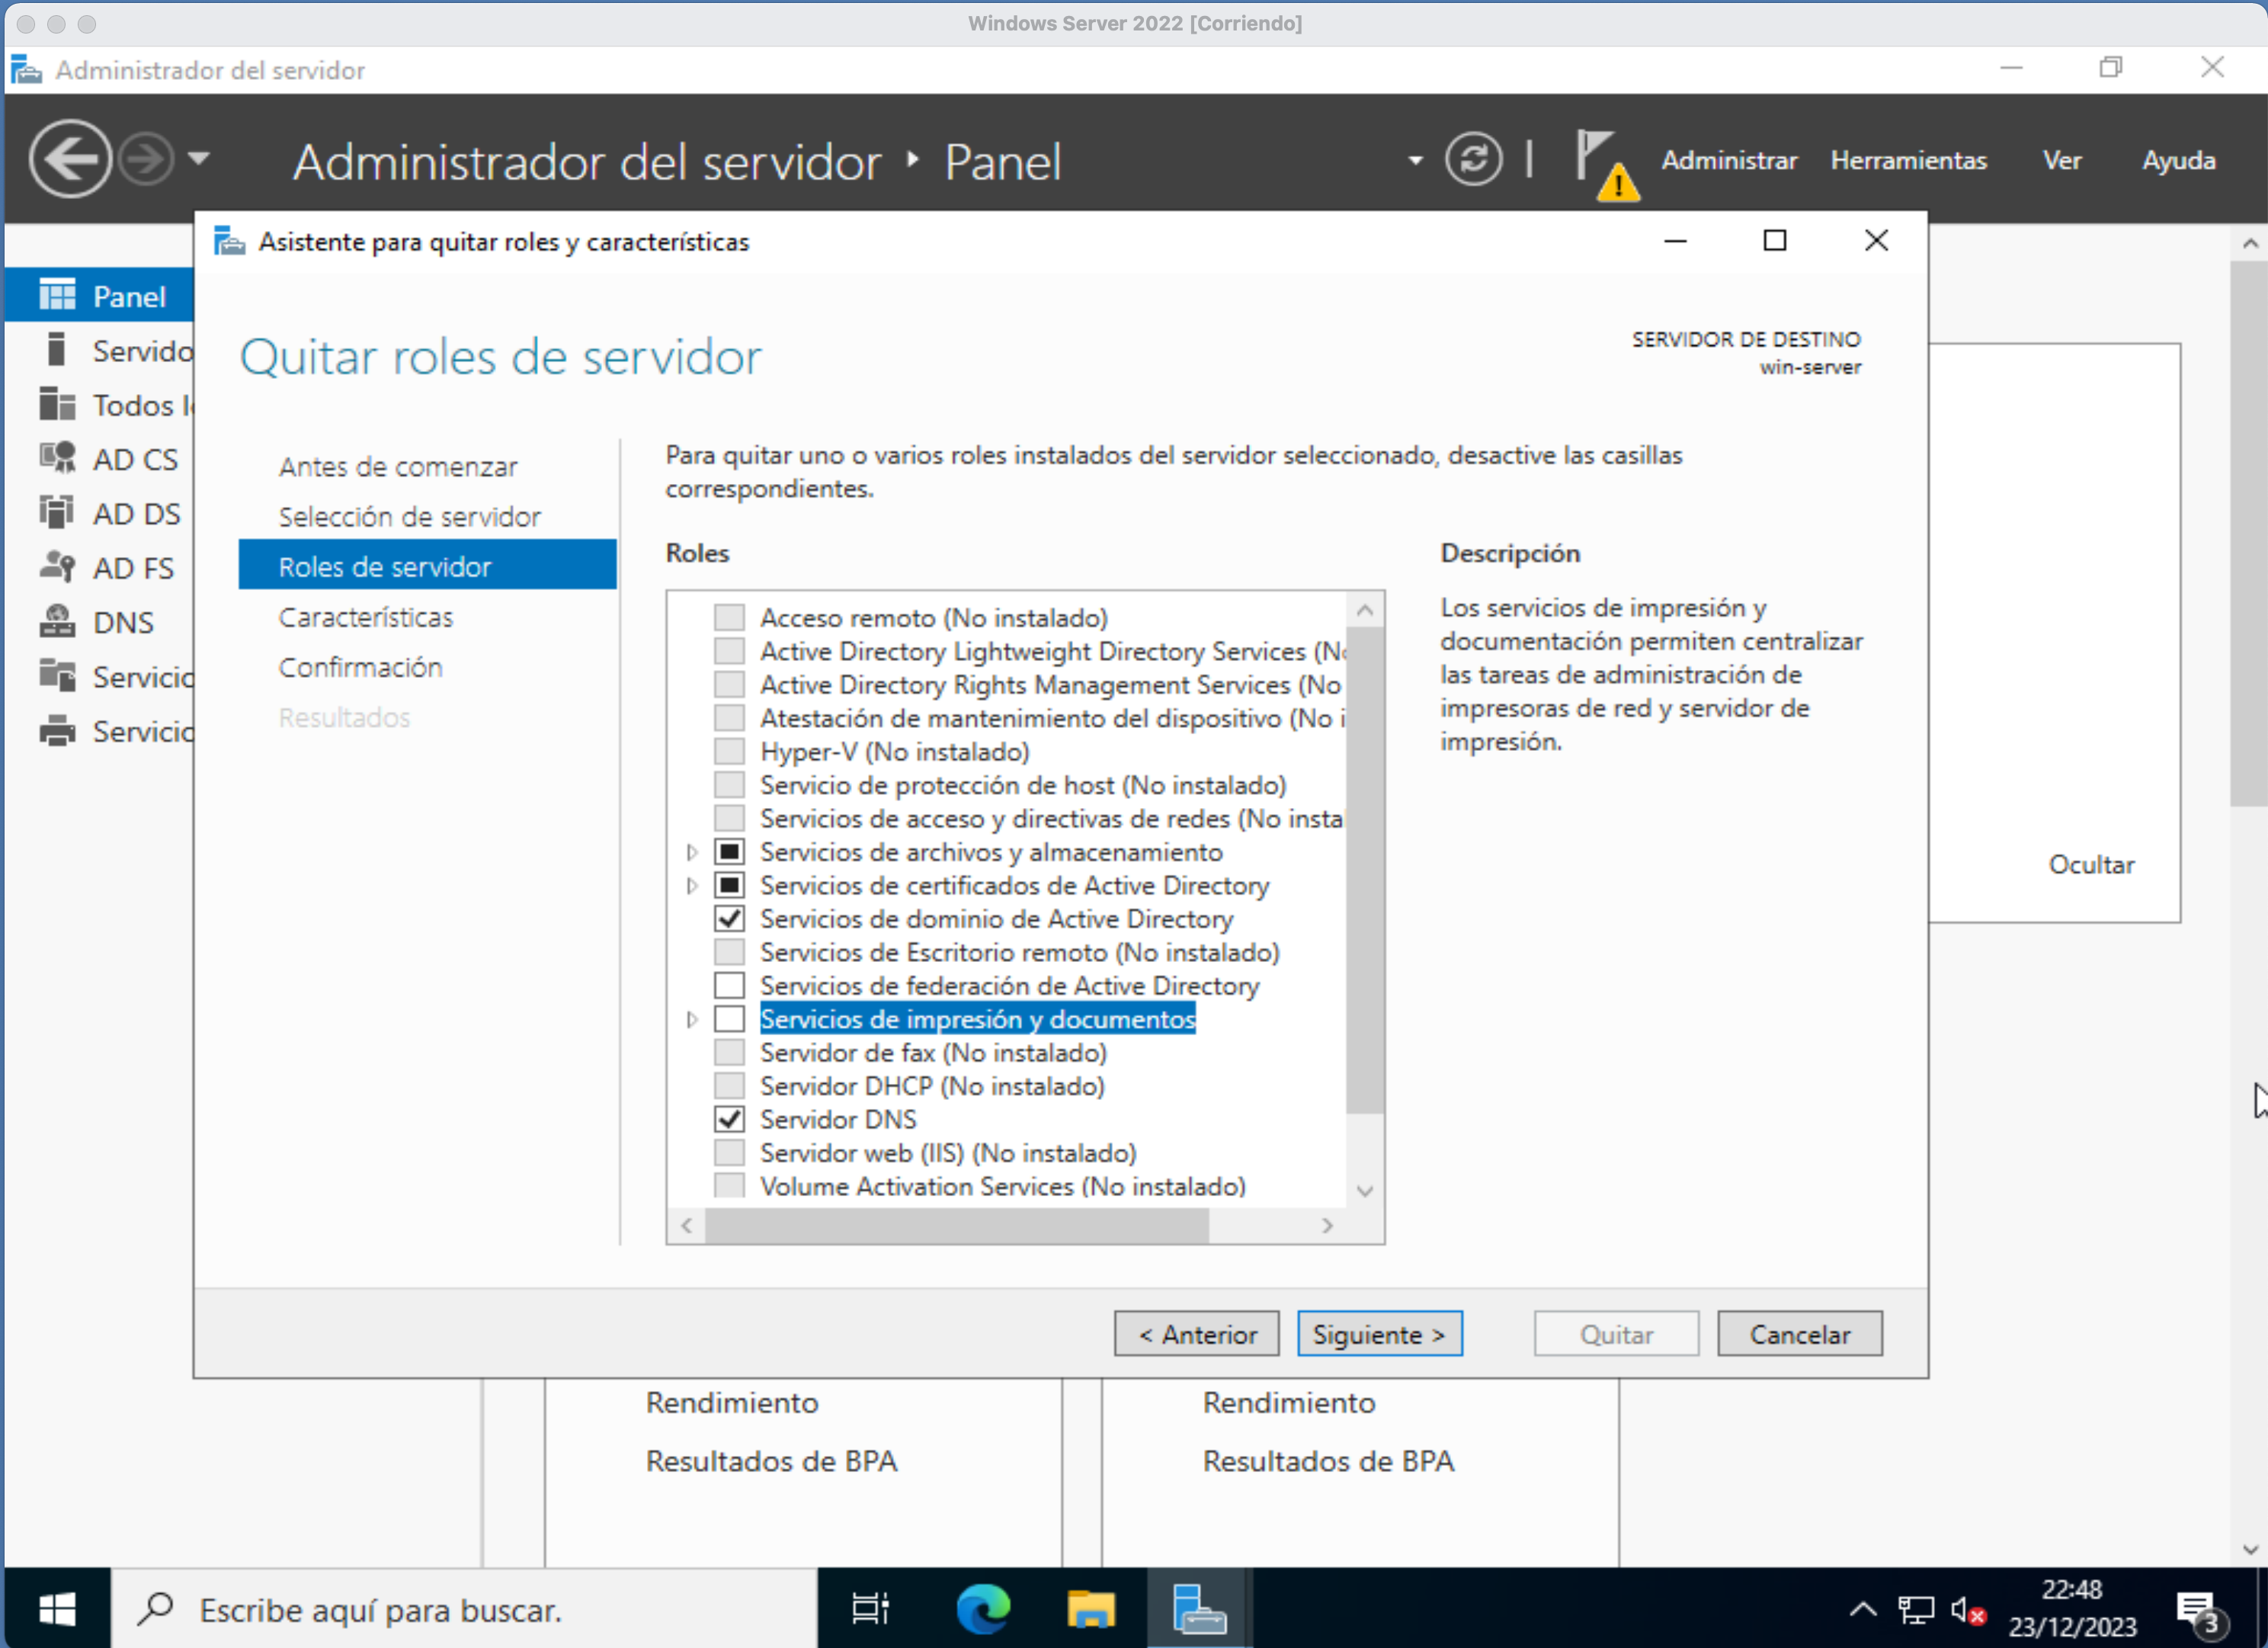 Windows Server 2022 [Corriendo]
Administrador del servidor
Administrador del servidor ‣ Panel
Administrar Herramientas Ver Ayuda
Panel
Servido
Todos l
AD CS
AD DS
AD FS
DNS
Servicio
Servicio
Asistente para quitar roles y características
Quitar roles de servidor
SERVIDOR DE DESTINO
win-server
Antes de comenzar
Selección de servidor
Roles de servidor
Características
Confirmación
Resultados
Para quitar uno o varios roles instalados del servidor seleccionado, desactive las casillas
correspondientes.
Roles
Acceso remoto (No instalado)
Active Directory Lightweight Directory Services (No
Active Directory Rights Management Services (No
Atestación de mantenimiento del dispositivo (No i
Hyper-V (No instalado)
Servicio de protección de host (No instalado)
Servicios de acceso y directivas de redes (No insta
Servicios de archivos y almacenamiento
Servicios de certificados de Active Directory
Servicios de dominio de Active Directory
Servicios de Escritorio remoto (No instalado)
Servicios de federación de Active Directory
Servicios de impresión y documentos
Servidor de fax (No instalado)
Servidor DHCP (No instalado)
Servidor DNS
Servidor web (IIS) (No instalado)
Volume Activation Services (No instalado)
Descripción
Los servicios de impresión y
documentación permiten centralizar
las tareas de administración de
impresoras de red y servidor de
impresión.
Ocultar
< Anterior
Siguiente >
Quitar
Cancelar
Rendimiento
Resultados de BPA
Rendimiento
Resultados de BPA
Escribe aquí para buscar.
22:48
23/12/2023
3